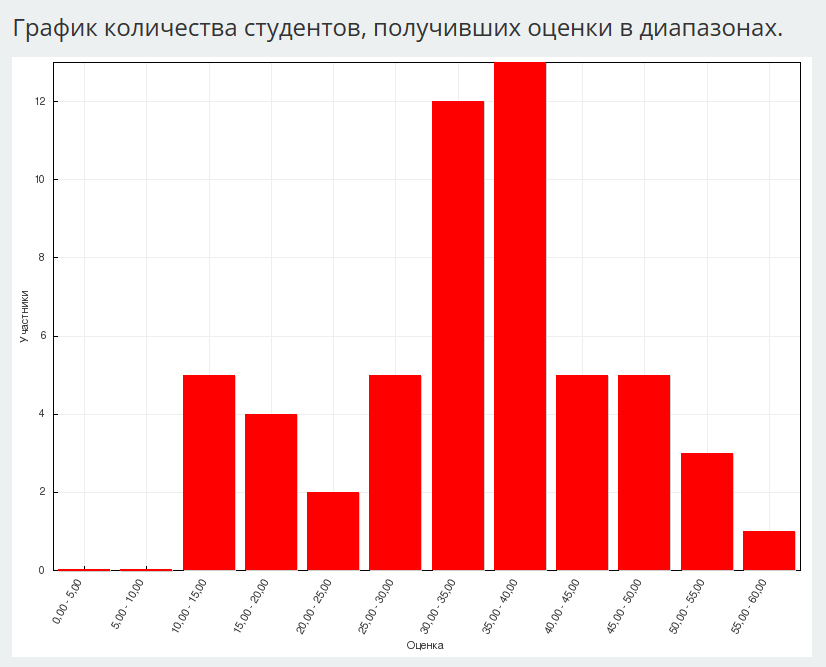 График количества студентов, получивших оценки в диапазонах.
12
10
8
6
4
2
0
Участники
0,00 - 5,00
5,00 - 10,00
10,00 - 15,00
15,00 - 20,00
20,00 - 25,00
25,00 - 30,00
30,00 - 35,00
35,00 - 40,00
40,00 - 45,00
45,00 - 50,00
50,00 - 55,00
55,00 - 60,00
Оценка